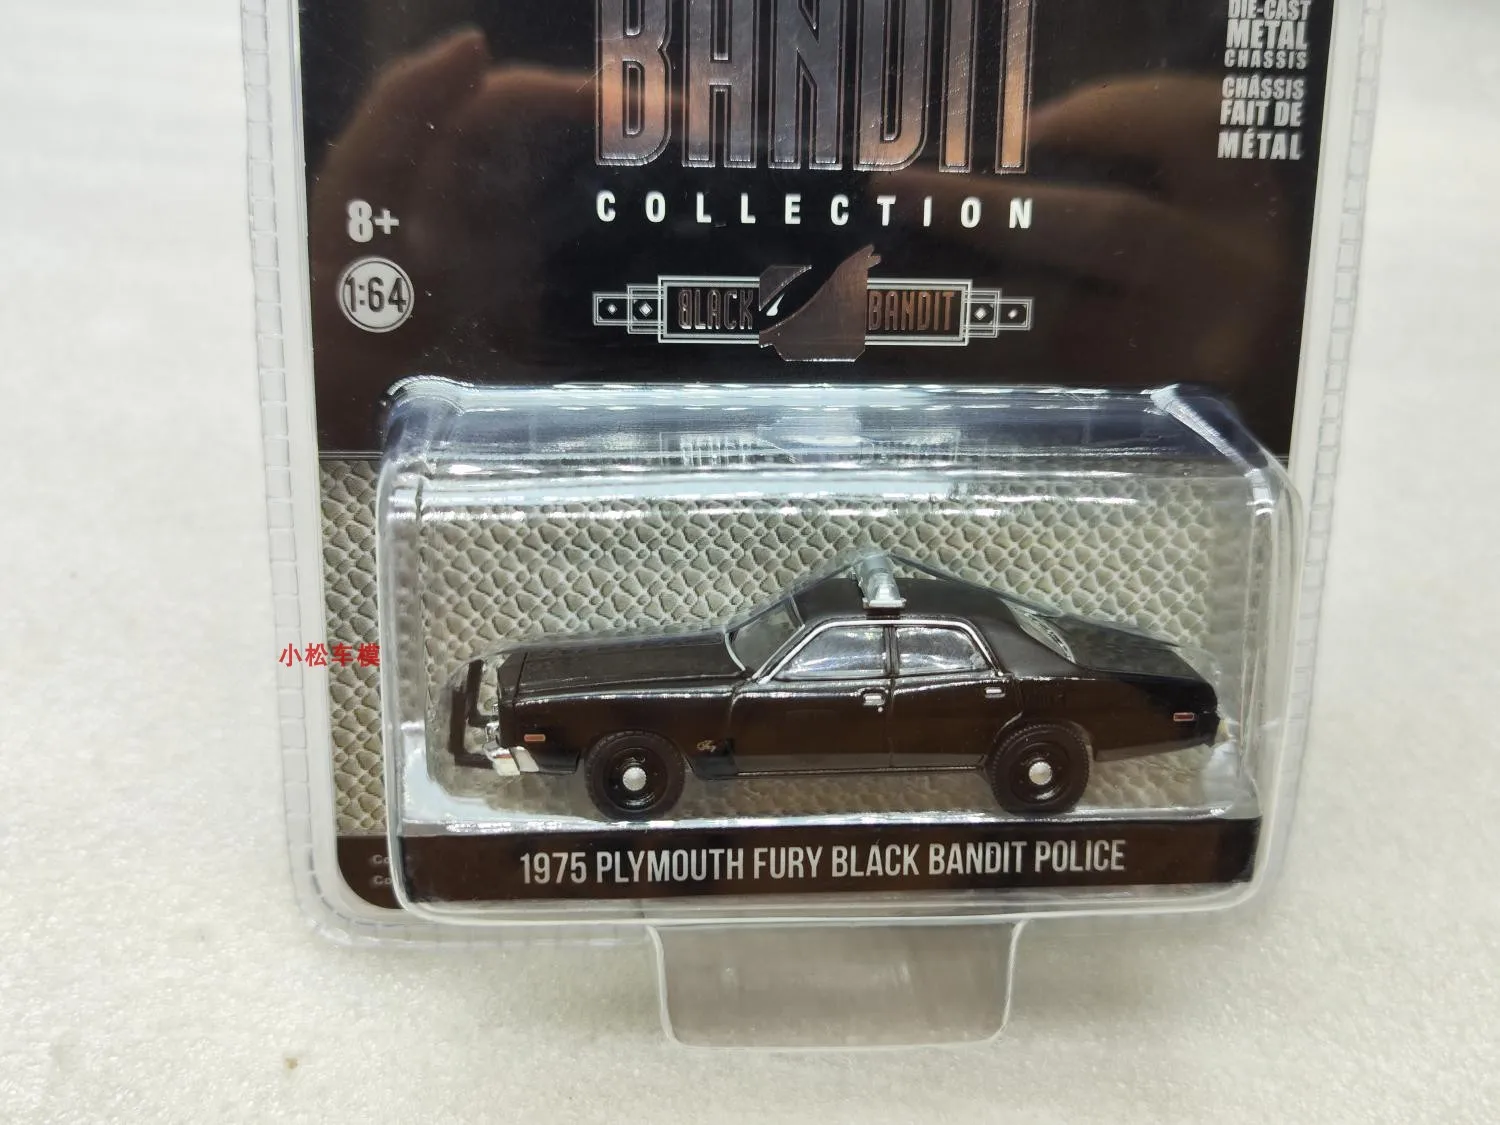 BANDIT
COLLECTION
DIE-CAST
METAL
CHASSIS
CHÂSSIS
FAIT DE
MÉTAL
8+
1:64
BLACK BANDIT
小松车模
Fury
1975 PLYMOUTH FURY BLACK BANDIT POLICE